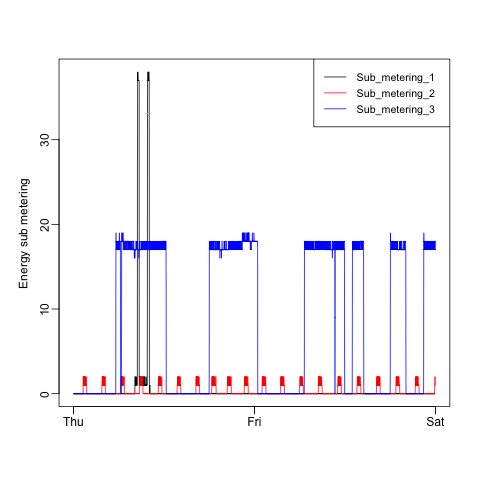 Sub_metering_1
Sub_metering_2
Sub_metering_3
Energy sub metering
30
20
10
0
Thu Fri Sat